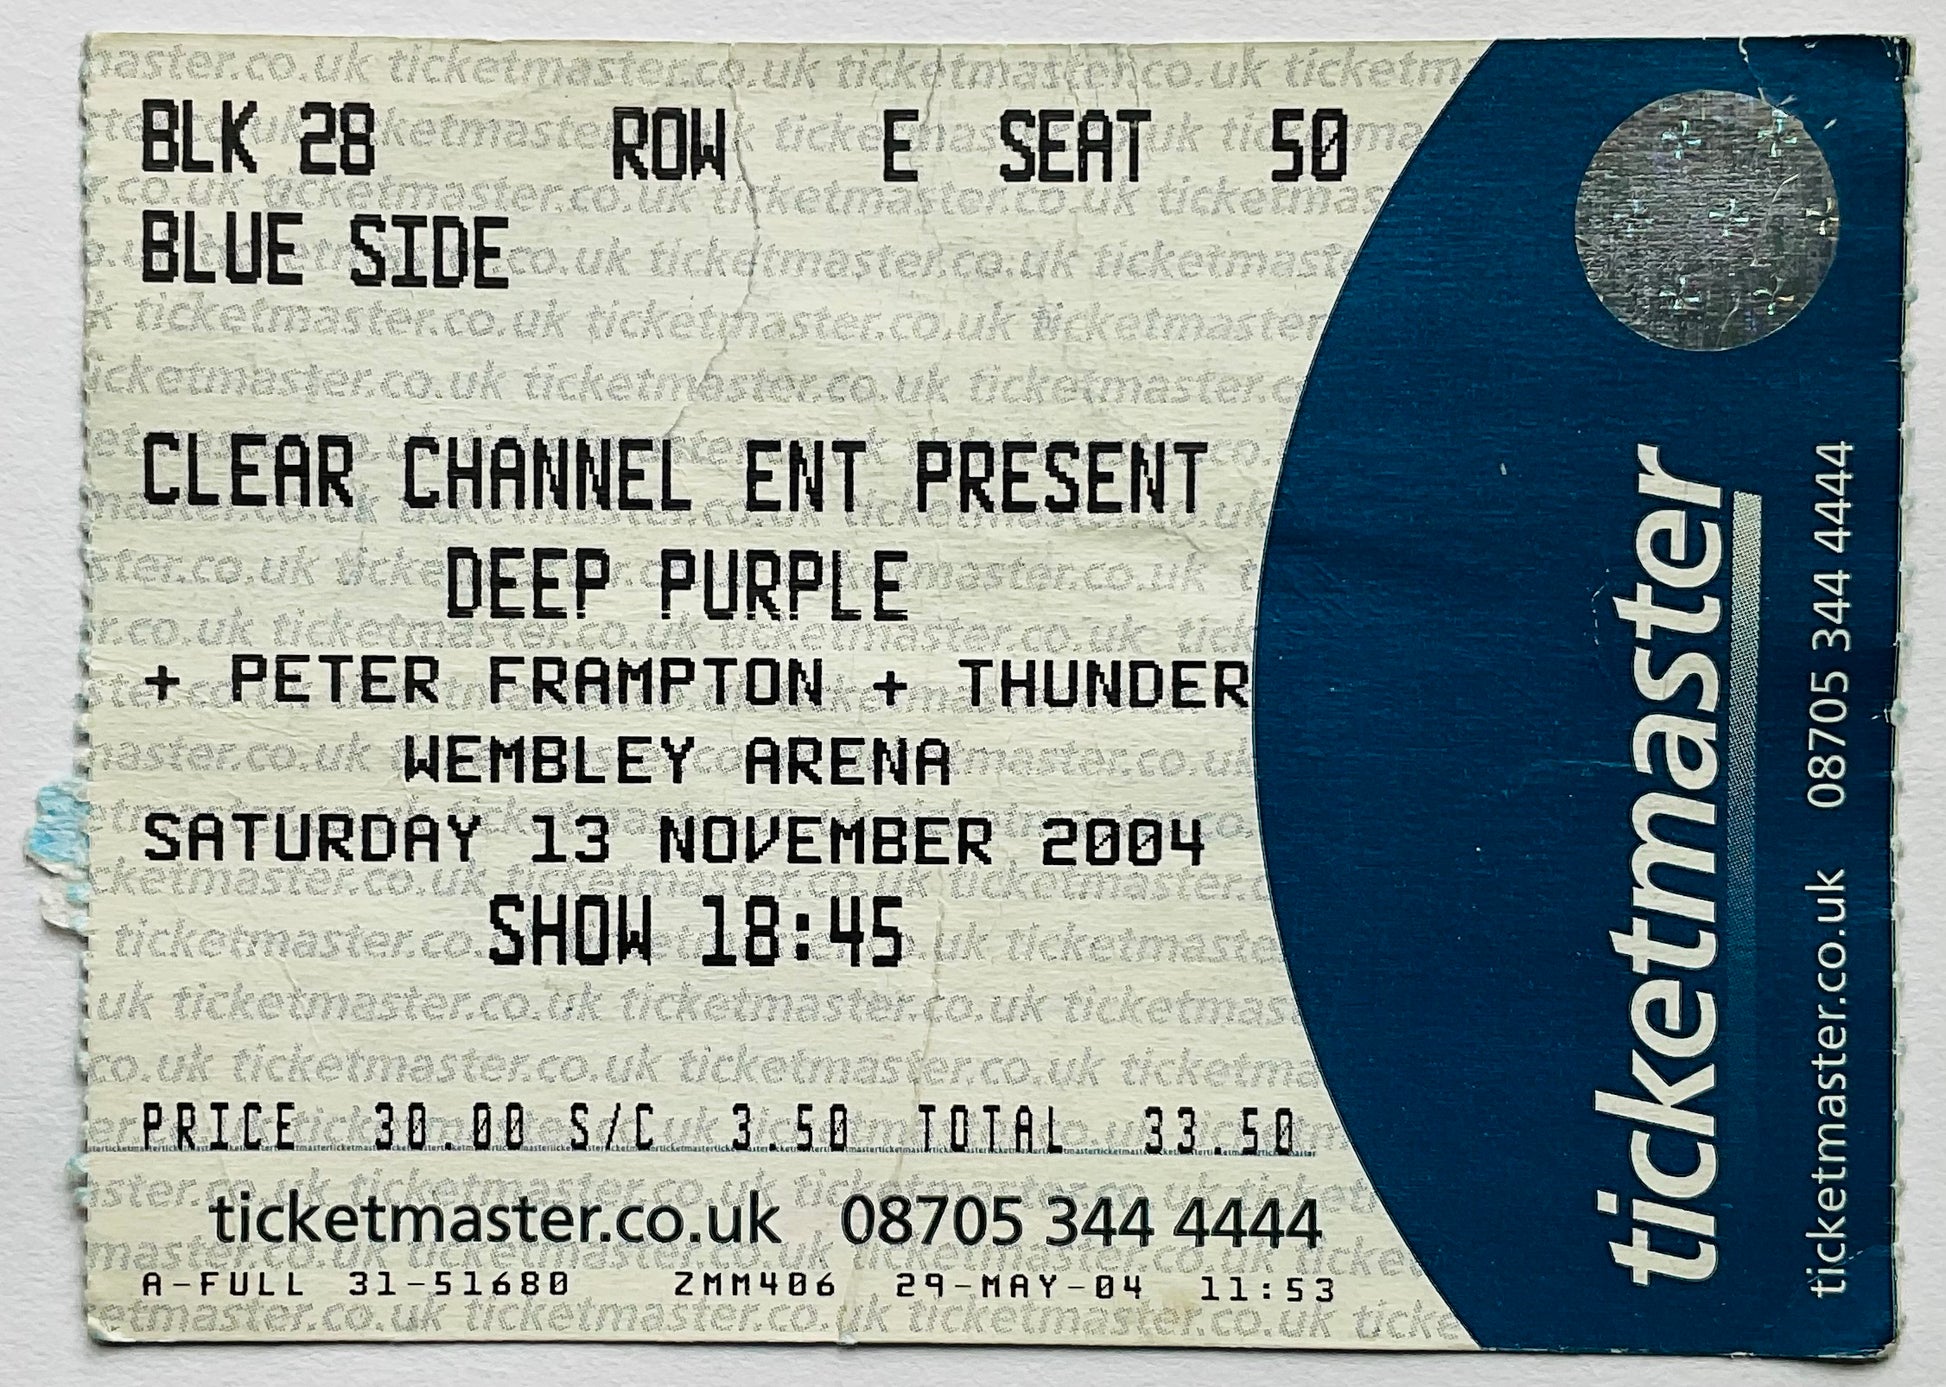 BLK 28 ROW E SEAT 50
BLUE SIDE
CLEAR CHANNEL ENT PRESENT
DEEP PURPLE
+ PETER FRAMPTON + THUNDER
WEMBLEY ARENA
SATURDAY 13 NOVEMBER 2004
SHOW 18:45
PRICE 30.00 S/C 3.50 TOTAL 33.50
ticketmaster.co.uk 08705 344 4444
A-FULL 31-51680 ZMM406 29-MAY-04 11:53
ticketmaster
ticketmaster.co.uk 08705 344 4444